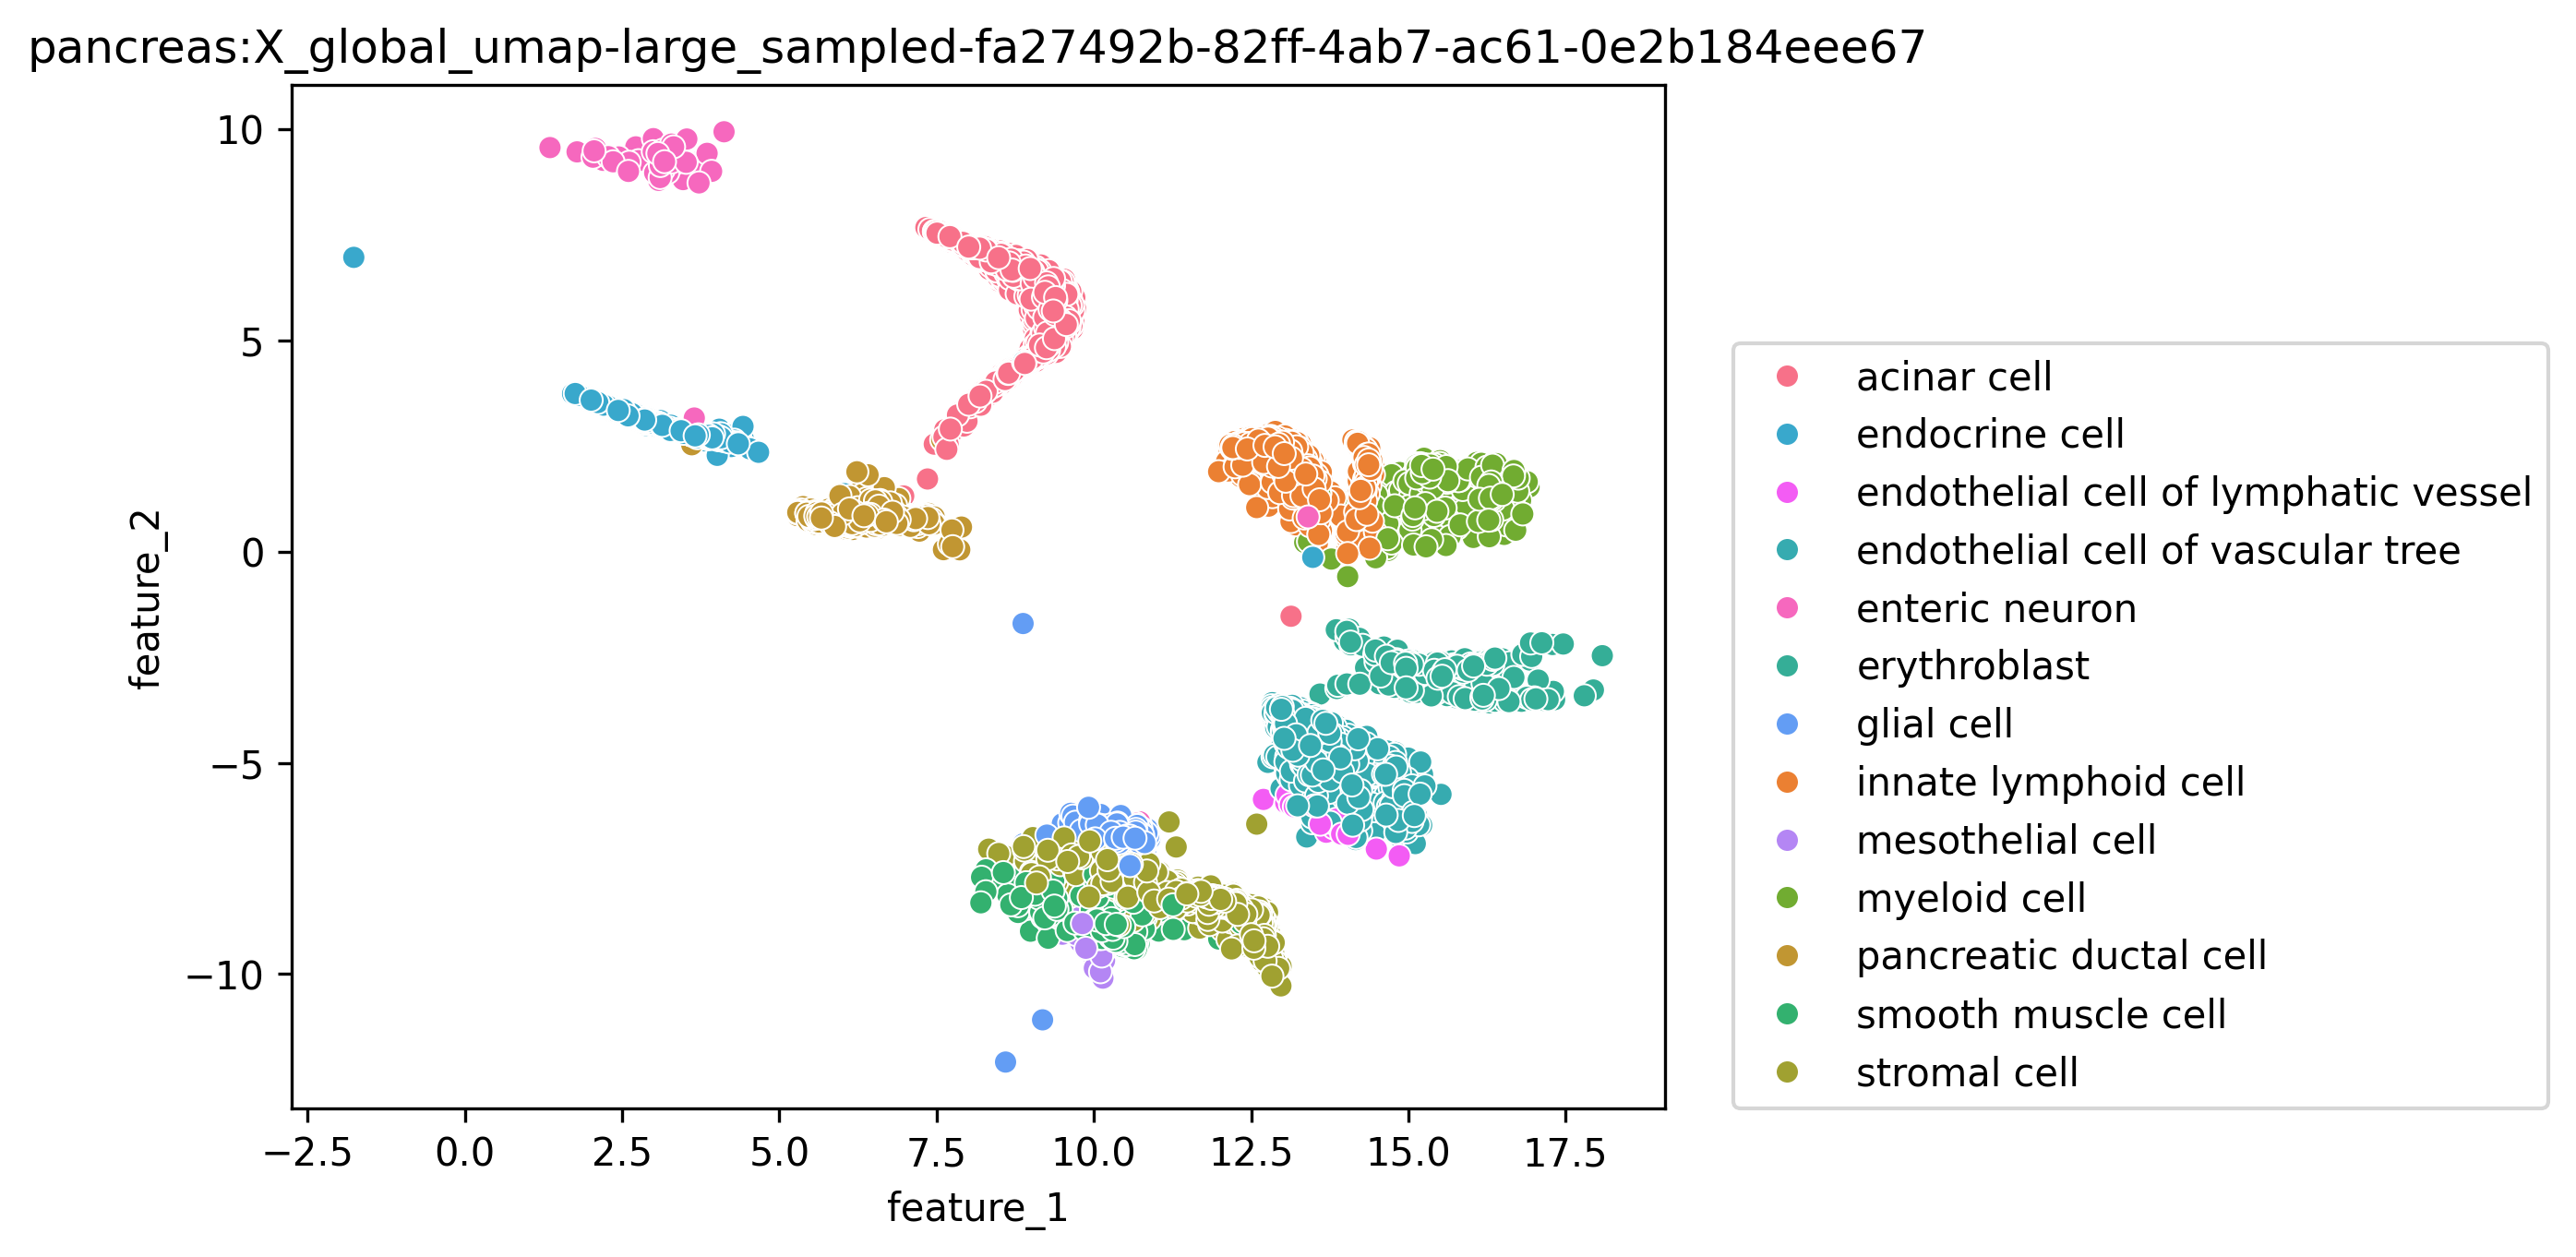 pancreas:X_global_umap-large_sampled-fa27492b-82ff-4ab7-ac61-0e2b184eee67
10
5
0
−5
−10
feature_2
−2.5 0.0 2.5 5.0 7.5 10.0 12.5 15.0 17.5
feature_1
acinar cell
endocrine cell
endothelial cell of lymphatic vessel
endothelial cell of vascular tree
enteric neuron
erythroblast
glial cell
innate lymphoid cell
mesothelial cell
myeloid cell
pancreatic ductal cell
smooth muscle cell
stromal cell